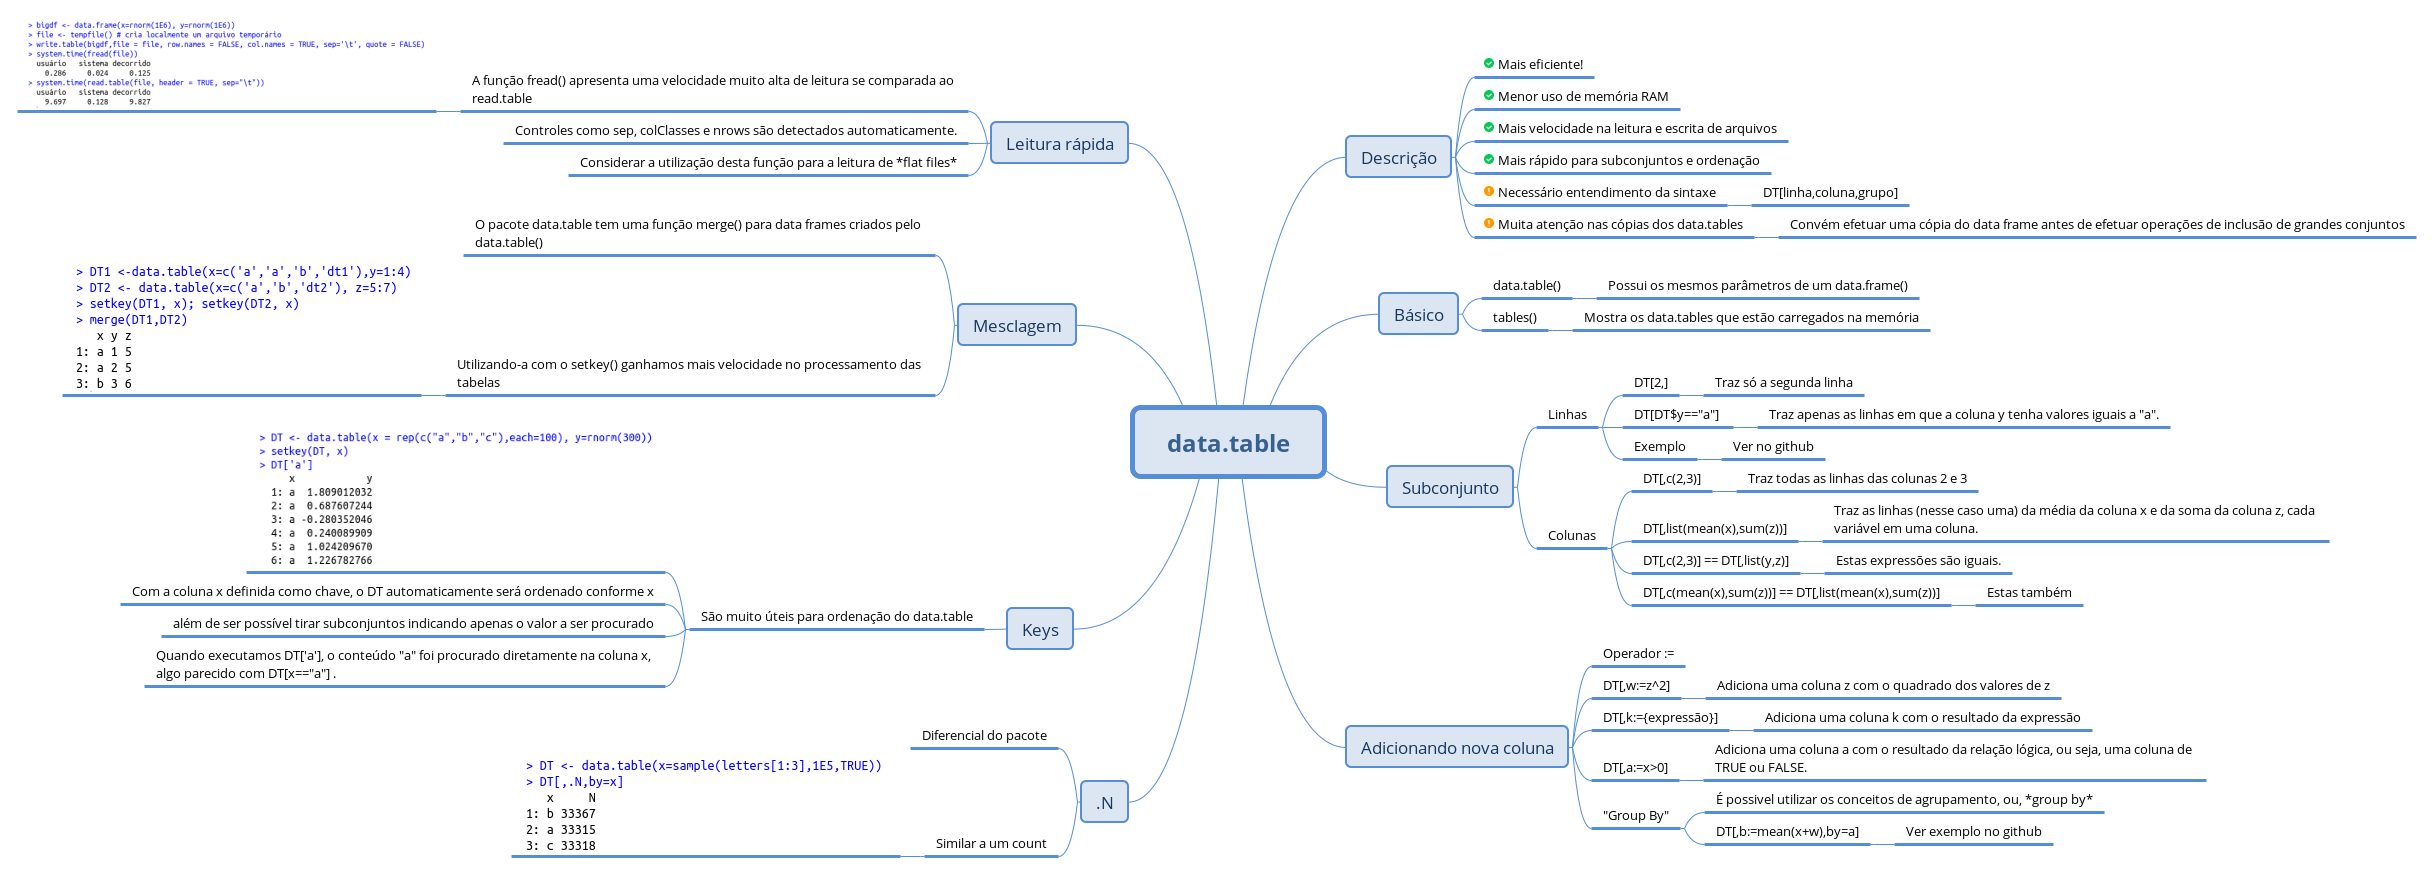 > bigdf <- data.frame(x=rnorm(1E6), y=rnorm(1E6))
> file <- tempfile() # cria localmente um arquivo temporário
> write.table(bigdf,file = file, row.names = FALSE, col.names = TRUE, sep='\t', quote = FALSE)
> system.time(fread(file))
usuário sistema decorrido
0.286 0.024 0.125
> system.time(read.table(file, header = TRUE, sep="\t"))
usuário sistema decorrido
9.697 0.128 9.827
A função fread() apresenta uma velocidade muito alta de leitura se comparada ao
read.table
Controles como sep, colClasses e nrows são detectados automaticamente.
Considerar a utilização desta função para a leitura de *flat files*
Leitura rápida
O pacote data.table tem uma função merge() para data frames criados pelo
data.table()
> DT1 <-data.table(x=c('a','a','b','dt1'),y=1:4)
> DT2 <- data.table(x=c('a','b','dt2'), z=5:7)
> setkey(DT1, x); setkey(DT2, x)
> merge(DT1,DT2)
x y z
1: a 1 5
2: a 2 5
3: b 3 6
Utilizando-a com o setkey() ganhamos mais velocidade no processamento das
tabelas
Mesclagem
> DT <- data.table(x = rep(c("a","b","c"),each=100), y=rnorm(300))
> setkey(DT, x)
> DT['a']
x y
1: a 1.809012032
2: a 0.687607244
3: a -0.280352046
4: a 0.240089909
5: a 1.024209670
6: a 1.226782766
Com a coluna x definida como chave, o DT automaticamente será ordenado conforme x
além de ser possível tirar subconjuntos indicando apenas o valor a ser procurado
Quando executamos DT['a'], o conteúdo "a" foi procurado diretamente na coluna x,
algo parecido com DT[x=="a"] .
São muito úteis para ordenação do data.table
Keys
Diferencial do pacote
> DT <- data.table(x=sample(letters[1:3],1E5,TRUE))
> DT[,.N,by=x]
x N
1: b 33367
2: a 33315
3: c 33318
Similar a um count
.N
data.table
Descrição
Mais eficiente!
Menor uso de memória RAM
Mais velocidade na leitura e escrita de arquivos
Mais rápido para subconjuntos e ordenação
Necessário entendimento da sintaxe
DT[linha,coluna,grupo]
Muita atenção nas cópias dos data.tables
Convém efetuar uma cópia do data frame antes de efetuar operações de inclusão de grandes conjuntos
Básico
data.table()
Possui os mesmos parâmetros de um data.frame()
tables()
Mostra os data.tables que estão carregados na memória
Subconjunto
Linhas
DT[2,]
Traz só a segunda linha
DT[DT$y=="a"]
Traz apenas as linhas em que a coluna y tenha valores iguais a "a".
Exemplo
Ver no github
Colunas
DT[,c(2,3)]
Traz todas as linhas das colunas 2 e 3
DT[,list(mean(x),sum(z))]
Traz as linhas (nesse caso uma) da média da coluna x e da soma da coluna z, cada
variável em uma coluna.
DT[,c(2,3)] == DT[,list(y,z)]
Estas expressões são iguais.
DT[,c(mean(x),sum(z))] == DT[,list(mean(x),sum(z))]
Estas também
Adicionando nova coluna
Operador :=
DT[,w:=z^2]
Adiciona uma coluna z com o quadrado dos valores de z
DT[,k:={expressão}]
Adiciona uma coluna k com o resultado da expressão
DT[,a:=x>0]
Adiciona uma coluna a com o resultado da relação lógica, ou seja, uma coluna de
TRUE ou FALSE.
"Group By"
É possivel utilizar os conceitos de agrupamento, ou, *group by*
DT[,b:=mean(x+w),by=a]
Ver exemplo no github